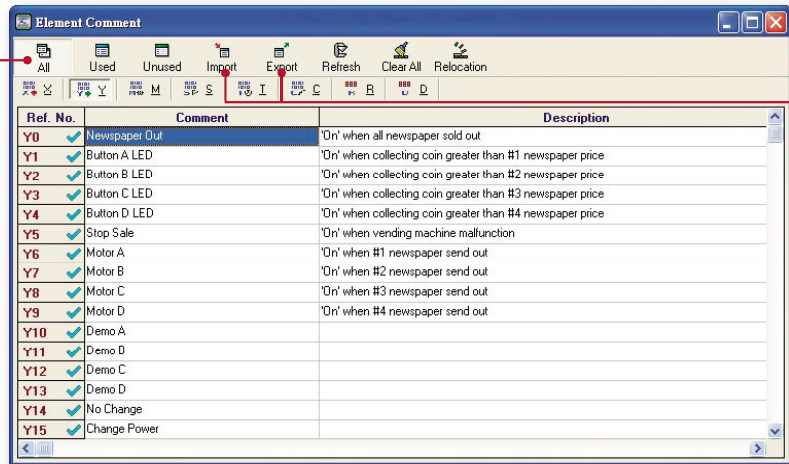 Element Comment
All Used Unused Import Export Refresh Clear All Relocation
X Y M S T C R D
Ref. No. Comment Description
Y0 Newspaper Out 'On' when all newspaper sold out
Y1 Button A LED 'On' when collecting coin greater than #1 newspaper price
Y2 Button B LED 'On' when collecting coin greater than #2 newspaper price
Y3 Button C LED 'On' when collecting coin greater than #3 newspaper price
Y4 Button D LED 'On' when collecting coin greater than #4 newspaper price
Y5 Stop Sale 'On' when vending machine malfunction
Y6 Motor A 'On' when #1 newspaper send out
Y7 Motor B 'On' when #2 newspaper send out
Y8 Motor C 'On' when #3 newspaper send out
Y9 Motor D 'On' when #4 newspaper send out
Y10 Demo A
Y11 Demo B
Y12 Demo C
Y13 Demo D
Y14 No Change
Y15 Change Power